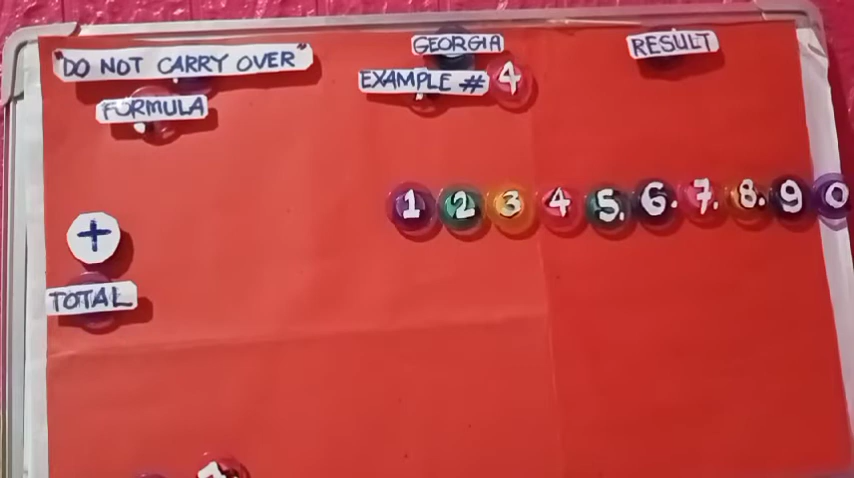 "DO NOT CARRY OVER"
GEORGIA
RESULT
FORMULA
EXAMPLE # 4
1 2 3 4 5. 6. 7. 8. 9 0
+
TOTAL